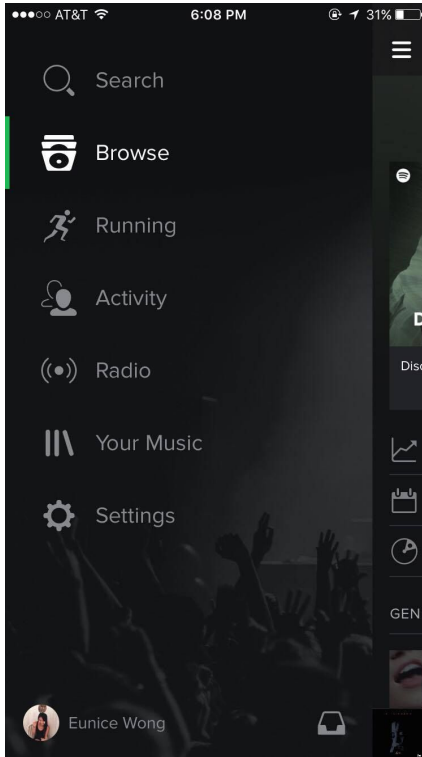 AT&T 6:08 PM 31%
Search
Browse
Running
Activity
Radio
Your Music
Settings
Eunice Wong
D
Disc
GEN